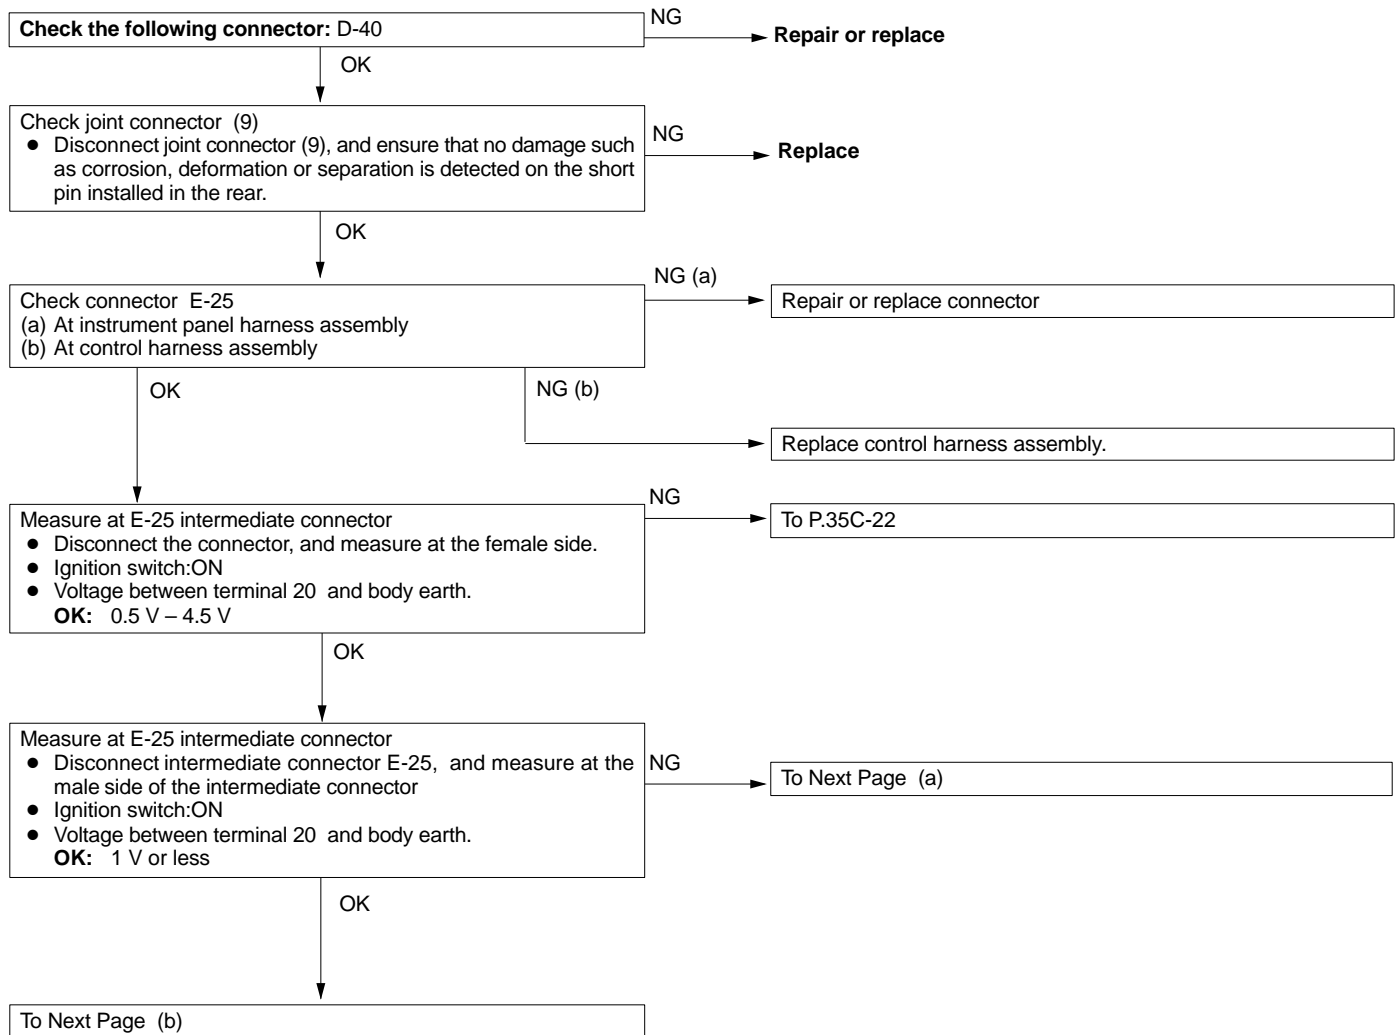 Check the following connector: D-40
NG
Repair or replace
OK
Check joint connector (9)
● Disconnect joint connector (9), and ensure that no damage such
as corrosion, deformation or separation is detected on the short
pin installed in the rear.
NG
Replace
OK
Check connector E-25
(a) At instrument panel harness assembly
(b) At control harness assembly
NG (a)
Repair or replace connector
OK
NG (b)
Replace control harness assembly.
Measure at E-25 intermediate connector
● Disconnect the connector, and measure at the female side.
● Ignition switch:ON
● Voltage between terminal 20 and body earth.
OK: 0.5 V – 4.5 V
NG
To P.35C-22
OK
Measure at E-25 intermediate connector
● Disconnect intermediate connector E-25, and measure at the
male side of the intermediate connector
● Ignition switch:ON
● Voltage between terminal 20 and body earth.
OK: 1 V or less
NG
To Next Page (a)
OK
To Next Page (b)